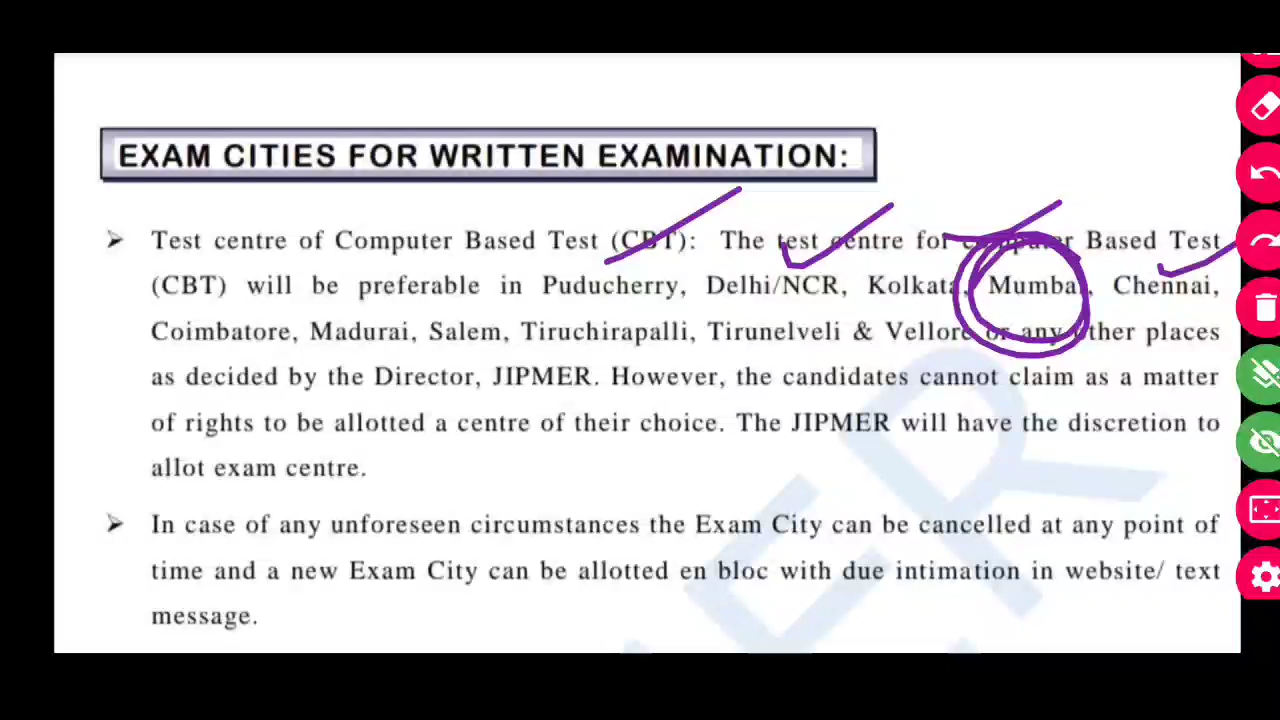 EXAM CITIES FOR WRITTEN EXAMINATION:
➢ Test centre of Computer Based Test (CBT): The test centre for computer Based Test
(CBT) will be preferable in Puducherry, Delhi/NCR, Kolkata, Mumbai, Chennai,
Coimbatore, Madurai, Salem, Tiruchirapalli, Tirunelveli & Vellore or any other places
as decided by the Director, JIPMER. However, the candidates cannot claim as a matter
of rights to be allotted a centre of their choice. The JIPMER will have the discretion to
allot exam centre.
➢ In case of any unforeseen circumstances the Exam City can be cancelled at any point of
time and a new Exam City can be allotted en bloc with due intimation in website/ text
message.